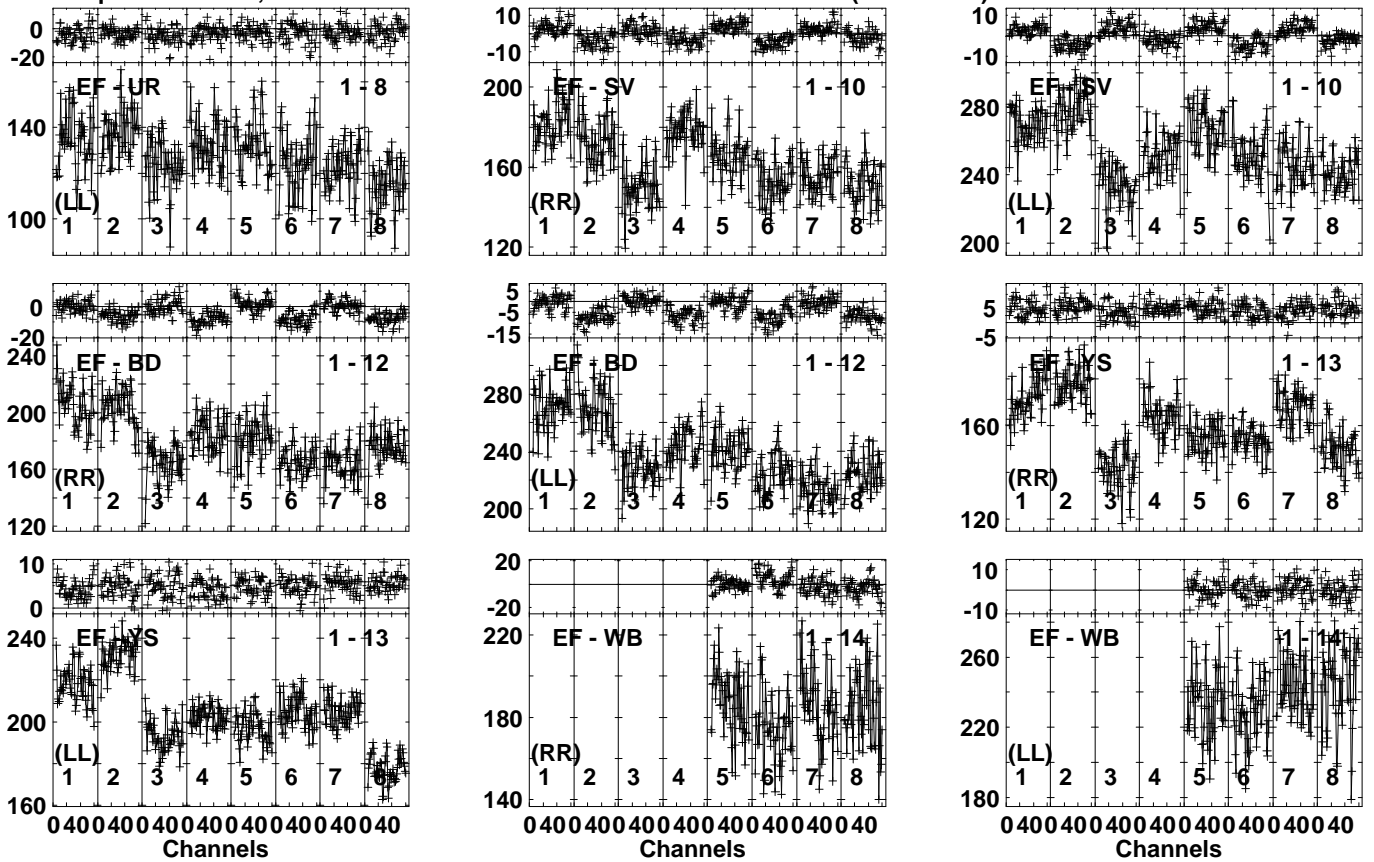 0 -20 EF - UR 1 - 8 140 100 (LL) 1 2 3 4 5 6 7 8
10 -10 EF - SV 1 - 10 200 160 120 (RR) 1 2 3 4 5 6 7 8
10 -10 EF - SV 1 - 10 280 240 200 (LL) 1 2 3 4 5 6 7 8
0 -20 EF - BD 1 - 12 240 200 160 120 (RR) 1 2 3 4 5 6 7 8
5 -5 -15 EF - BD 1 - 12 280 240 200 (LL) 1 2 3 4 5 6 7 8
5 -5 EF - YS 1 - 13 160 120 (RR) 1 2 3 4 5 6 7 8
10 0 EF - YS 1 - 13 240 200 160 (LL) 1 2 3 4 5 6 7 8
20 -20 EF - WB 1 - 14 220 180 140 (RR) 1 2 3 4 5 6 7 8
10 -10 EF - WB 1 - 14 260 220 180 (LL) 1 2 3 4 5 6 7 8
0 40 0 40 0 40 0 40 0 40 0 40 0 40 0 40
Channels
0 40 0 40 0 40 0 40 0 40 0 40 0 40 0 40
Channels
0 40 0 40 0 40 0 40 0 40 0 40 0 40 0 40
Channels